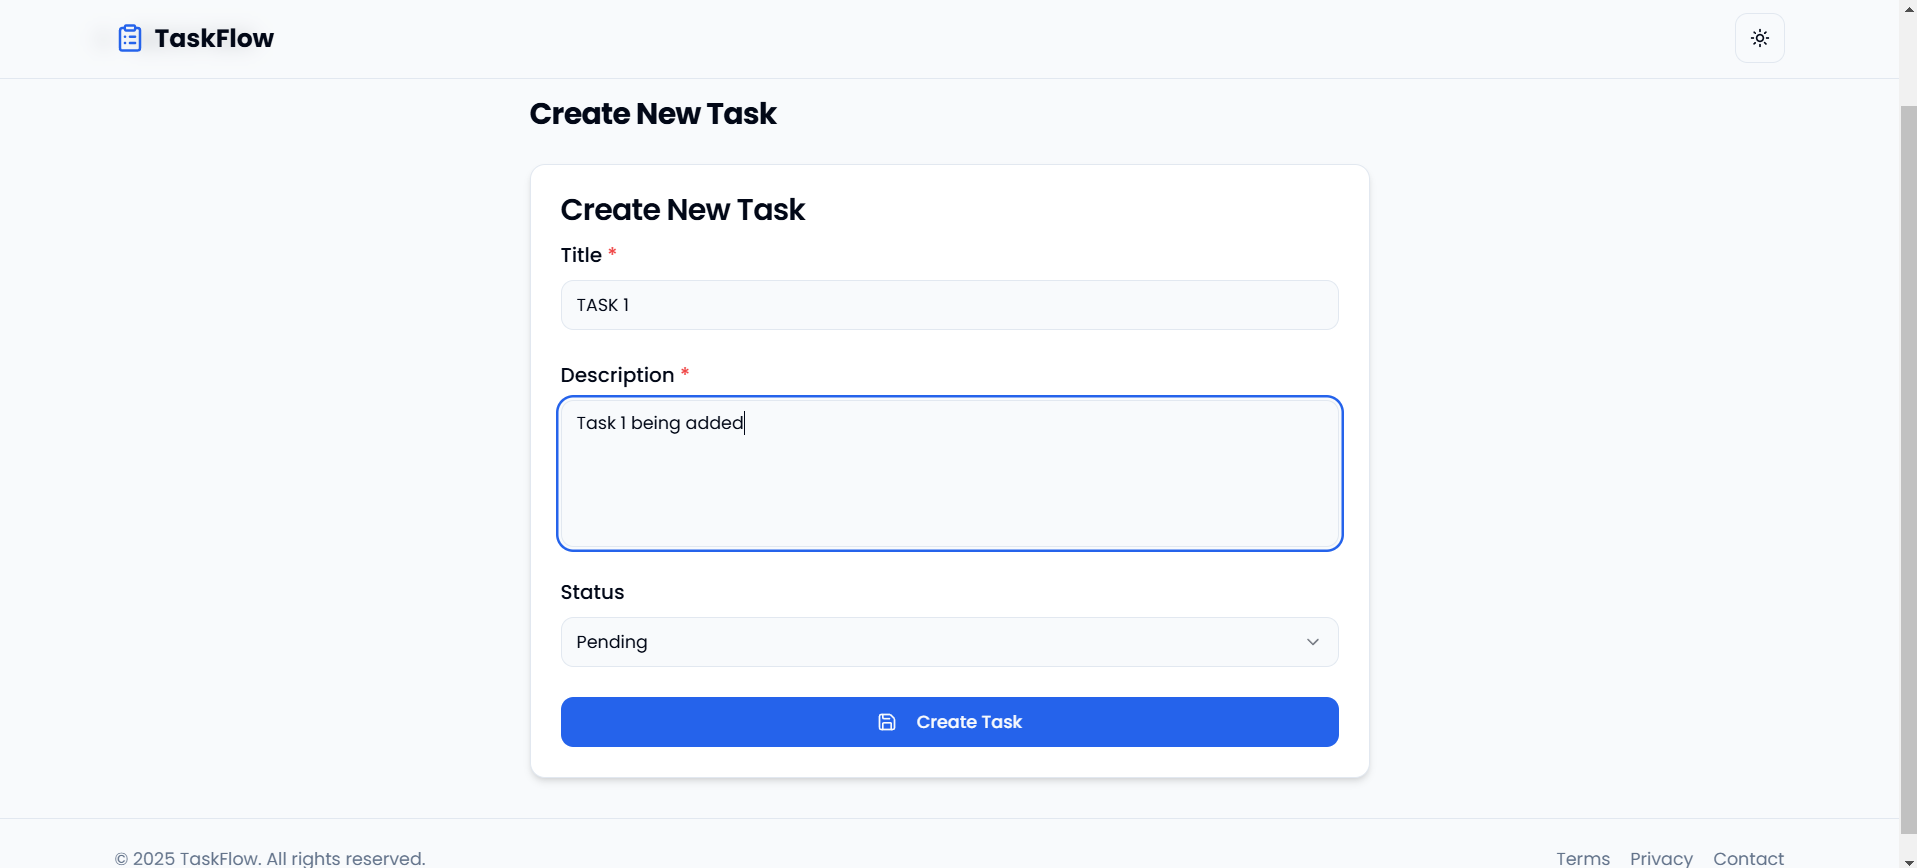 TaskFlow
Create New Task
Create New Task
Title *
TASK 1
Description *
Task 1 being added
Status
Pending
Create Task
© 2025 TaskFlow. All rights reserved.
Terms Privacy Contact